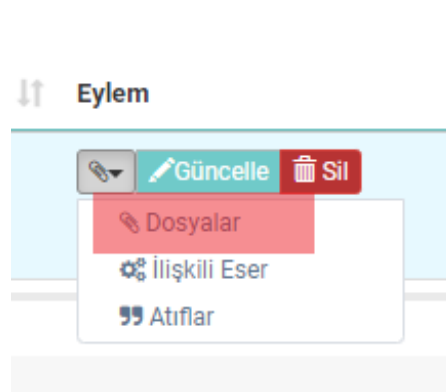 Eylem
Güncelle Sil
Dosyalar
İlişkili Eser
Atıflar